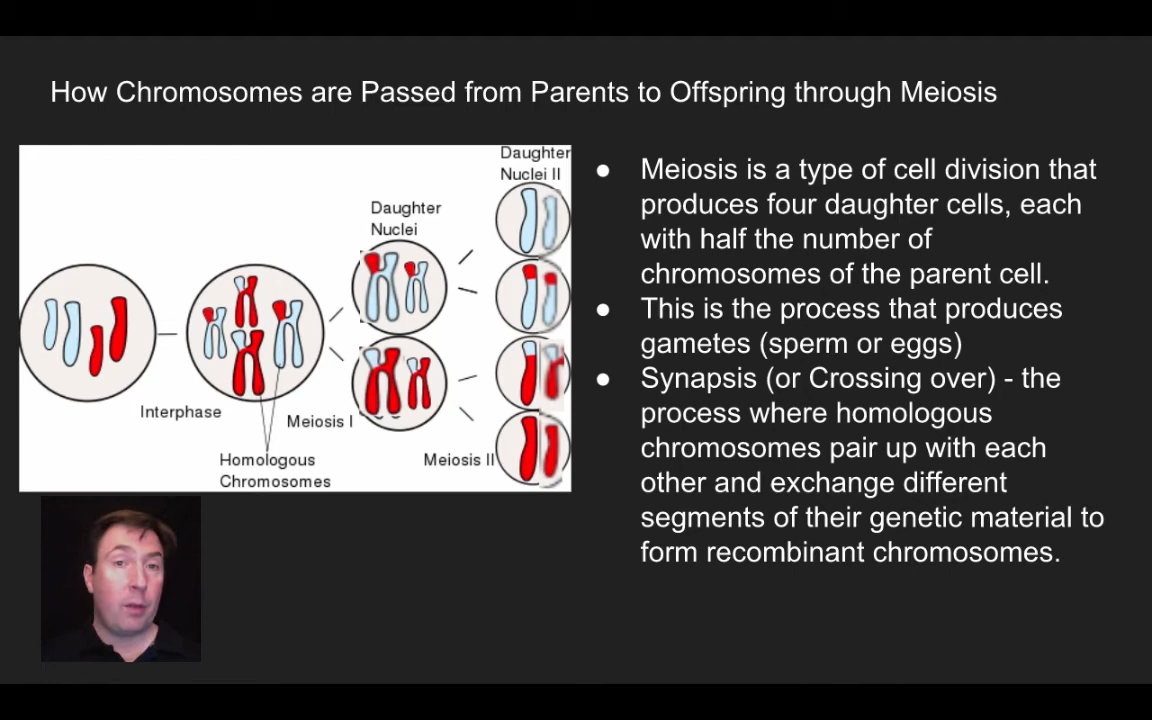 How Chromosomes are Passed from Parents to Offspring through Meiosis
Daughter
Nuclei II
Daughter
Nuclei
Interphase
Meiosis I
Homologous
Chromosomes
Meiosis II
● Meiosis is a type of cell division that
produces four daughter cells, each
with half the number of
chromosomes of the parent cell.
● This is the process that produces
gametes (sperm or eggs)
● Synapsis (or Crossing over) - the
process where homologous
chromosomes pair up with each
other and exchange different
segments of their genetic material to
form recombinant chromosomes.